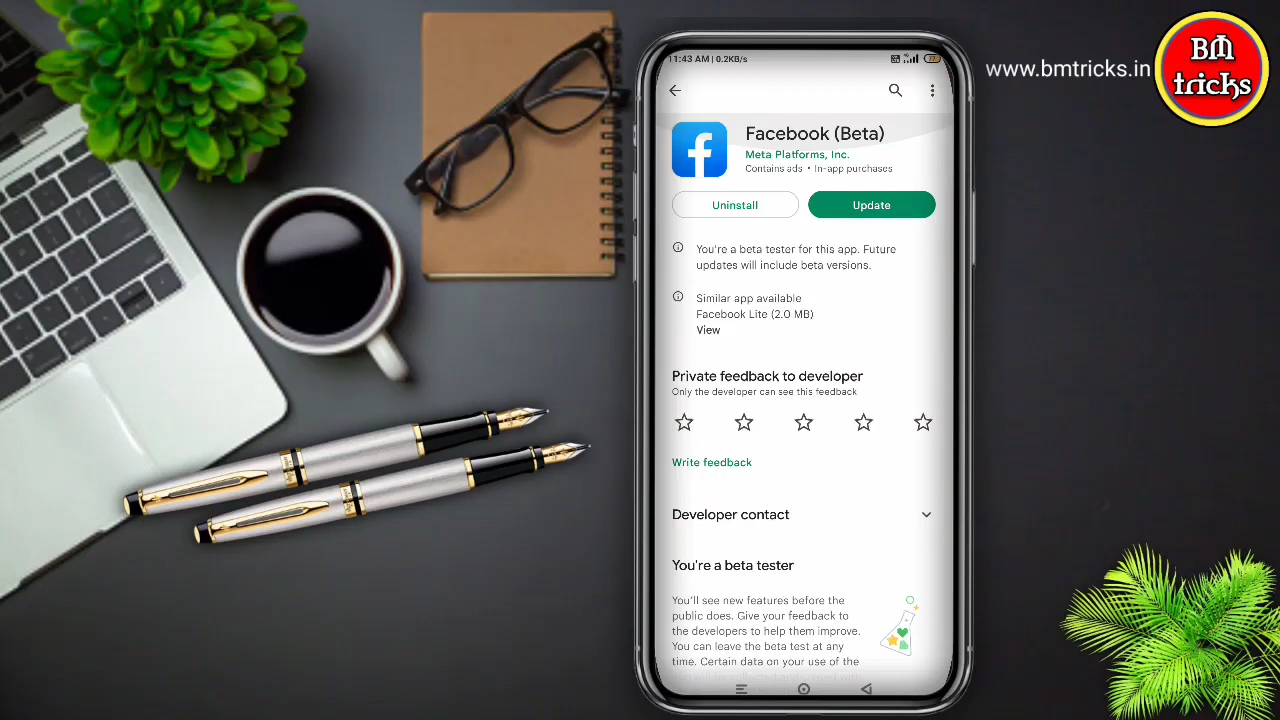 www.bmtricks.in
BM
tricks
11:43 AM | 0.2KB/s
Facebook (Beta)
Meta Platforms, Inc.
Contains ads • In-app purchases
Uninstall
Update
You're a beta tester for this app. Future
updates will include beta versions.
Similar app available
Facebook Lite (2.0 MB)
View
Private feedback to developer
Only the developer can see this feedback
Write feedback
Developer contact
You're a beta tester
You'll see new features before the
public does. Give your feedback to
the developers to help them improve.
You can leave the beta test at any
time. Certain data on your use of the